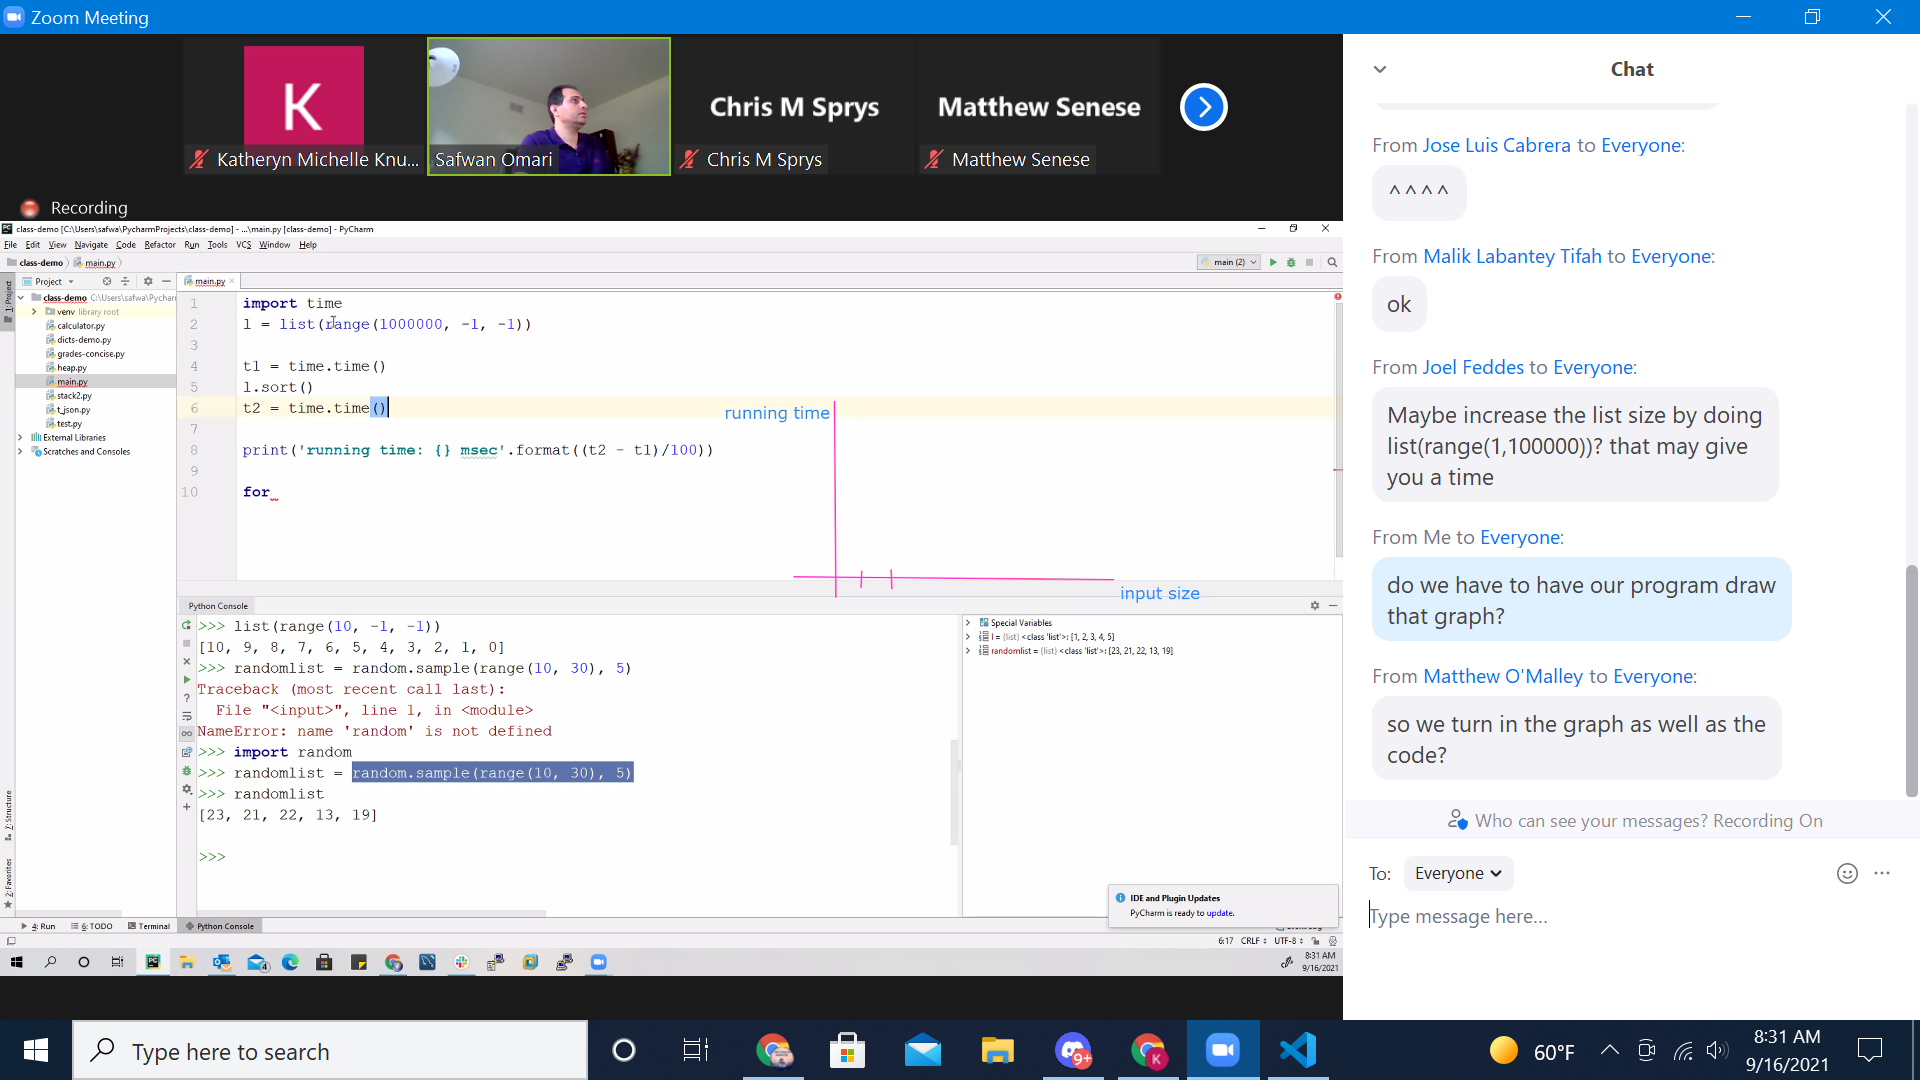 Zoom Meeting
K
Katheryn Michelle Knu...
Safwan Omari
Chris M Sprys
Chris M Sprys
Matthew Senese
Matthew Senese
Recording
class-demo [C:\Users\safwa\PycharmProjects\class-demo] - ...\main.py [class-demo] - PyCharm
File Edit View Navigate Code Refactor Run Tools VCS Window Help
class-demo main.py
main (2)
Project
main.py
1: Project
class-demo C:\Users\safwa\Pycharm
venv library root
calculator.py
dicts-demo.py
grades-concise.py
heap.py
main.py
stack2.py
t_json.py
test.py
External Libraries
Scratches and Consoles
1 import time
2 l = list(range(1000000, -1, -1))
3
4 t1 = time.time()
5 l.sort()
6 t2 = time.time()
7
8 print('running time: {} msec'.format((t2 - t1)/100))
9
10 for
running time
input size
Python Console
>>> list(range(10, -1, -1))
[10, 9, 8, 7, 6, 5, 4, 3, 2, 1, 0]
>>> randomlist = random.sample(range(10, 30), 5)
Traceback (most recent call last):
File "<input>", line 1, in <module>
NameError: name 'random' is not defined
>>> import random
>>> randomlist = random.sample(range(10, 30), 5)
>>> randomlist
[23, 21, 22, 13, 19]
>>>
Special Variables
l = {list} <class 'list'>: [1, 2, 3, 4, 5]
randomlist = {list} <class 'list'>: [23, 21, 22, 13, 19]
7: Structure
2: Favorites
IDE and Plugin Updates
PyCharm is ready to update.
4: Run 6: TODO Terminal Python Console
6:17 CRLF UTF-8
8:31 AM
9/16/2021
Chat
From Jose Luis Cabrera to Everyone:
^^^^
From Malik Labantey Tifah to Everyone:
ok
From Joel Feddes to Everyone:
Maybe increase the list size by doing
list(range(1,100000))? that may give
you a time
From Me to Everyone:
do we have to have our program draw
that graph?
From Matthew O'Malley to Everyone:
so we turn in the graph as well as the
code?
Who can see your messages? Recording On
To: Everyone
Type message here...
Type here to search
9+
K
60°F
8:31 AM
9/16/2021